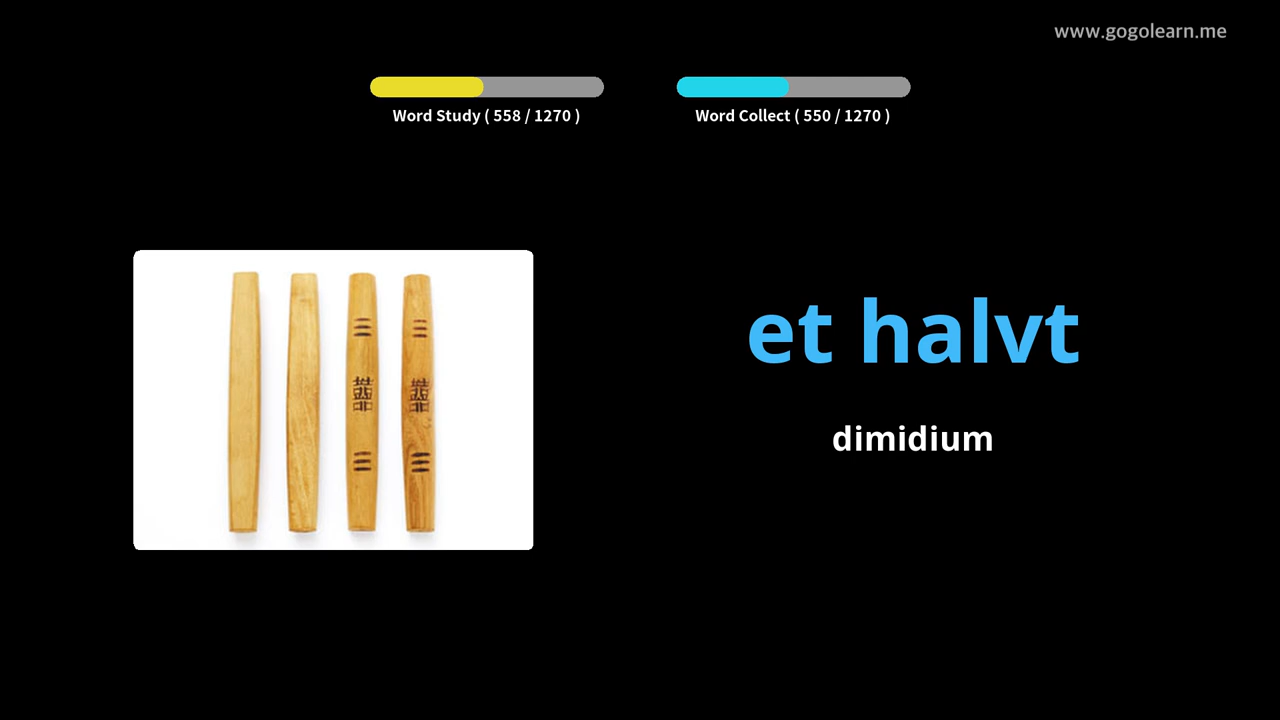 www.gogolearn.me
Word Study ( 558 / 1270 )
Word Collect ( 550 / 1270 )
et halvt
dimidium